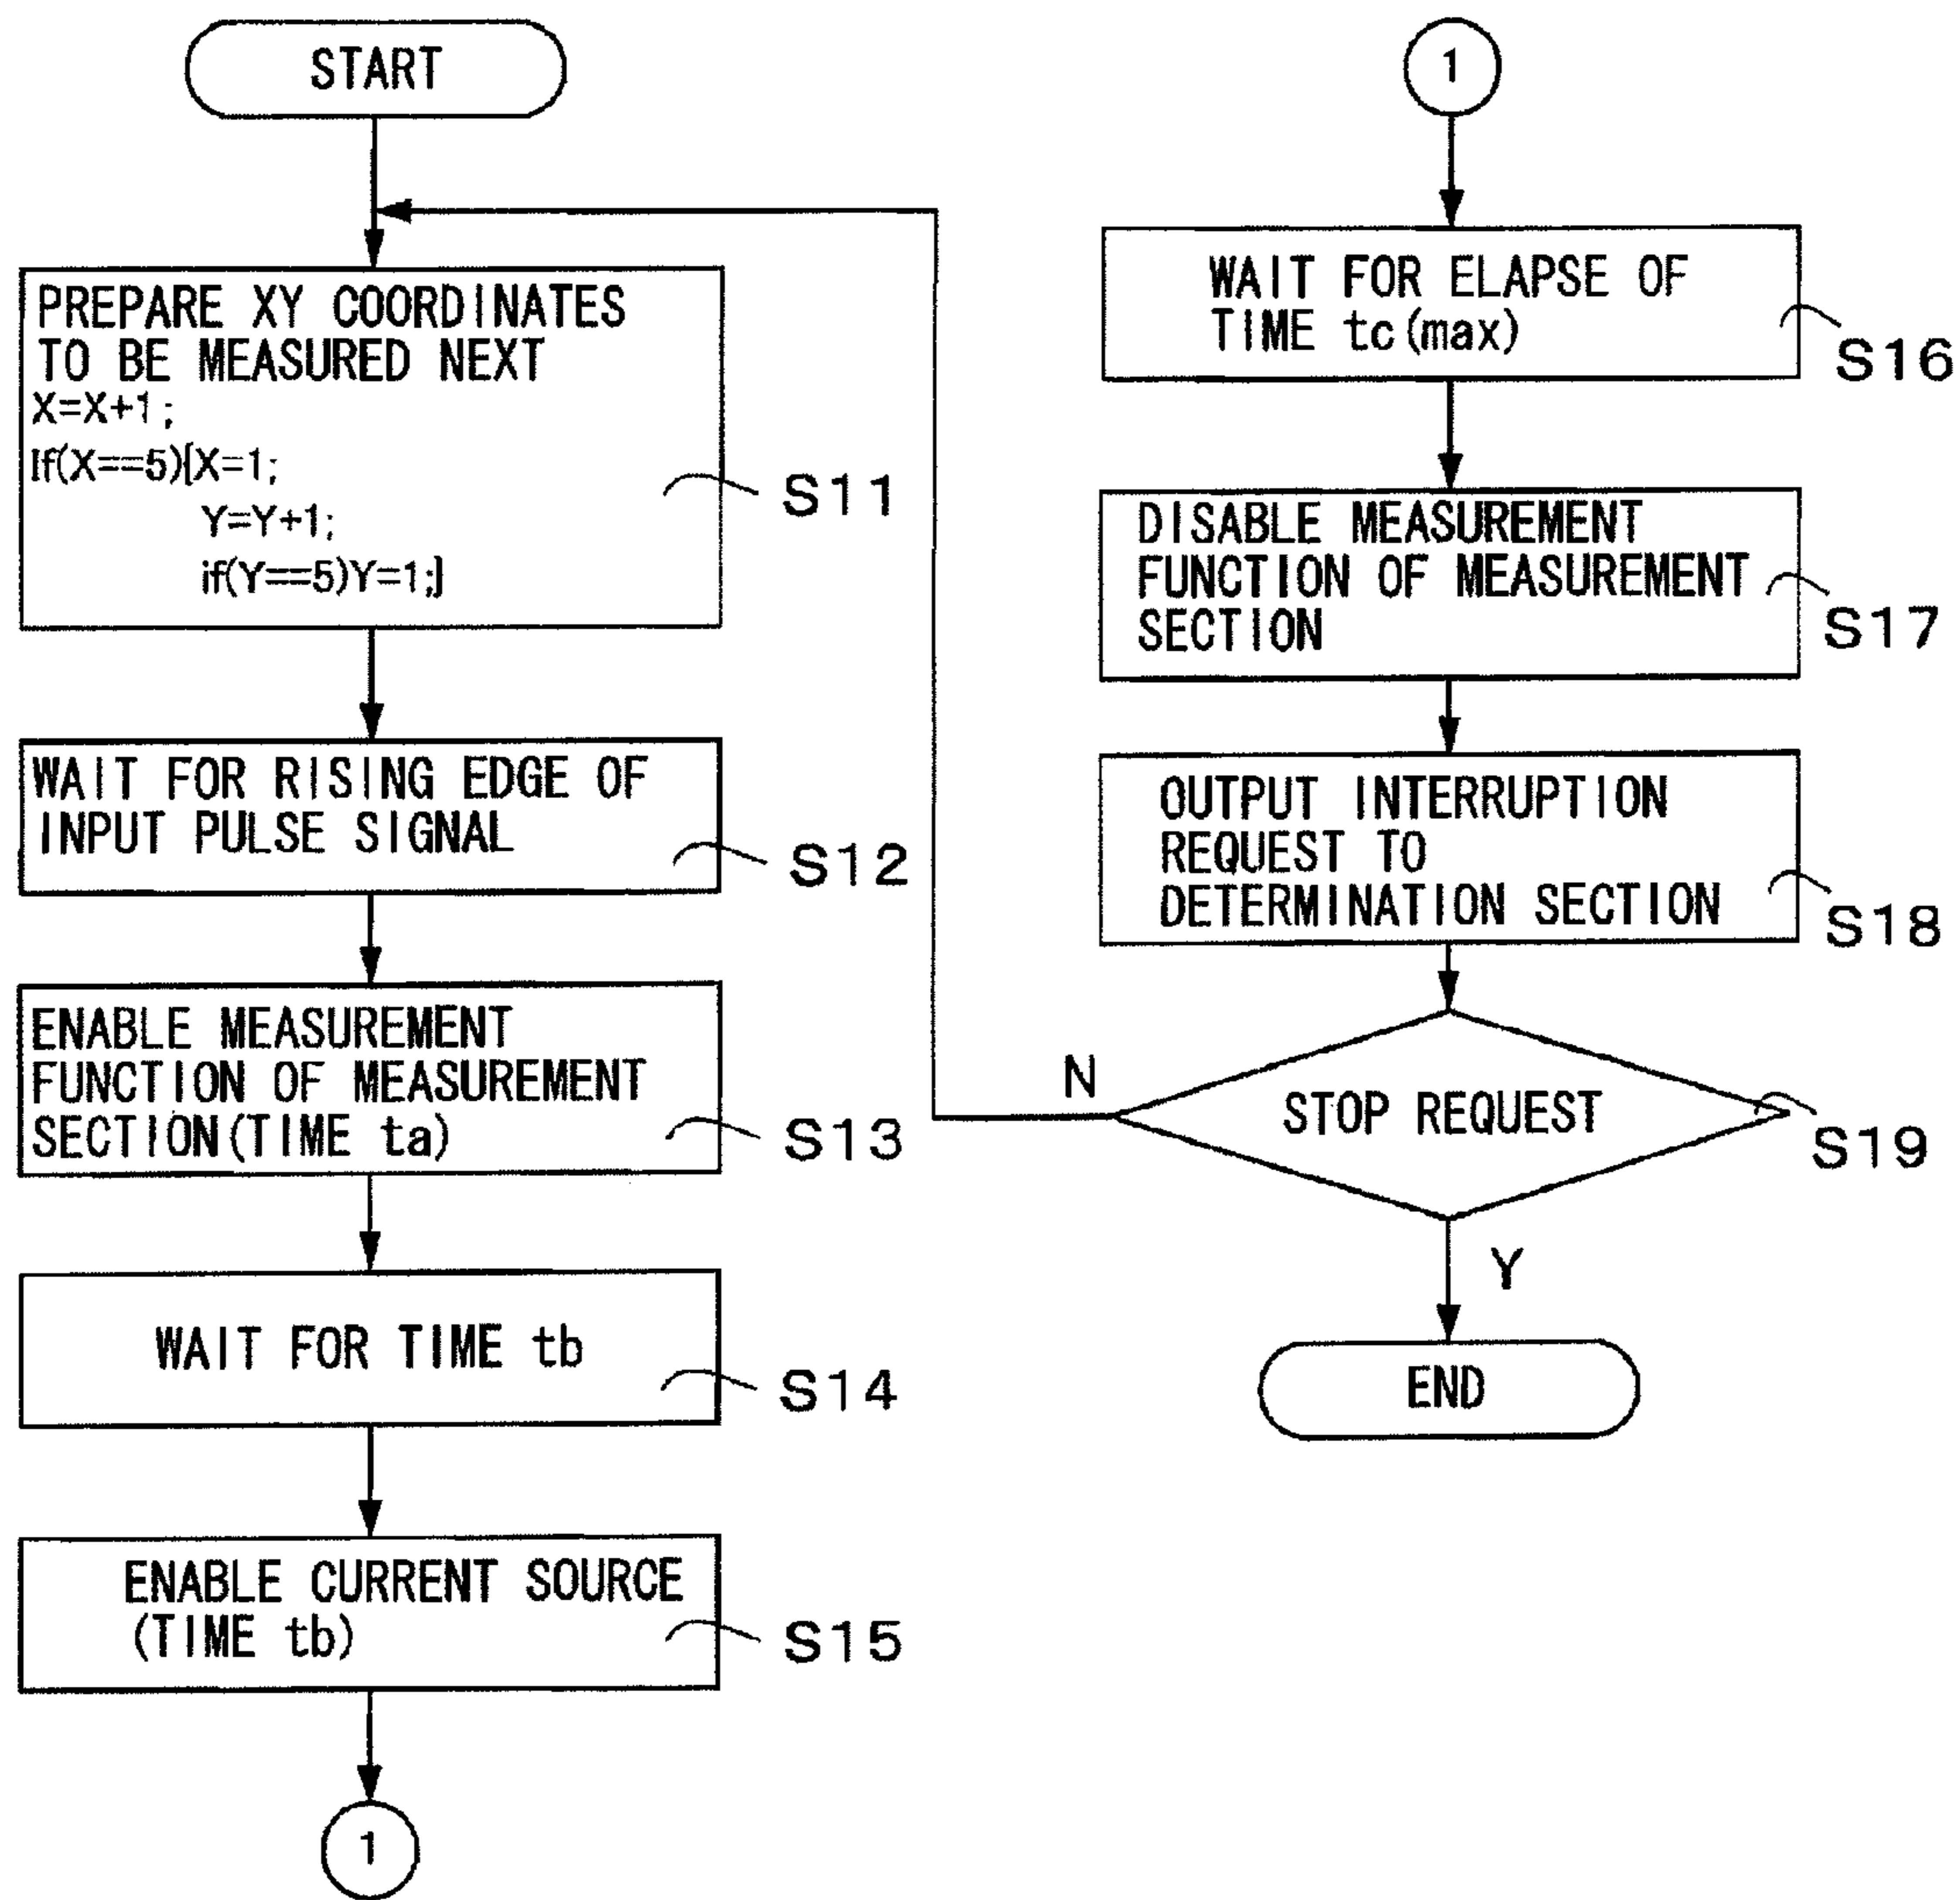 START
PREPARE XY COORDINATES
TO BE MEASURED NEXT
X=X+1;
If(X==5){X=1;
Y=Y+1;
if(Y==5)Y=1;}
S11
WAIT FOR RISING EDGE OF
INPUT PULSE SIGNAL
S12
ENABLE MEASUREMENT
FUNCTION OF MEASUREMENT
SECTION(TIME ta)
S13
WAIT FOR TIME tb
S14
ENABLE CURRENT SOURCE
(TIME tb)
S15
1
1
WAIT FOR ELAPSE OF
TIME tc(max)
S16
DISABLE MEASUREMENT
FUNCTION OF MEASUREMENT
SECTION
S17
OUTPUT INTERRUPTION
REQUEST TO
DETERMINATION SECTION
S18
N
STOP REQUEST
S19
Y
END